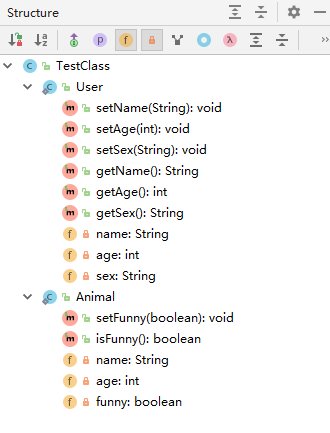 Structure
TestClass
User
setName(String): void
setAge(int): void
setSex(String): void
getName(): String
getAge(): int
getSex(): String
name: String
age: int
sex: String
Animal
setFunny(boolean): void
isFunny(): boolean
name: String
age: int
funny: boolean